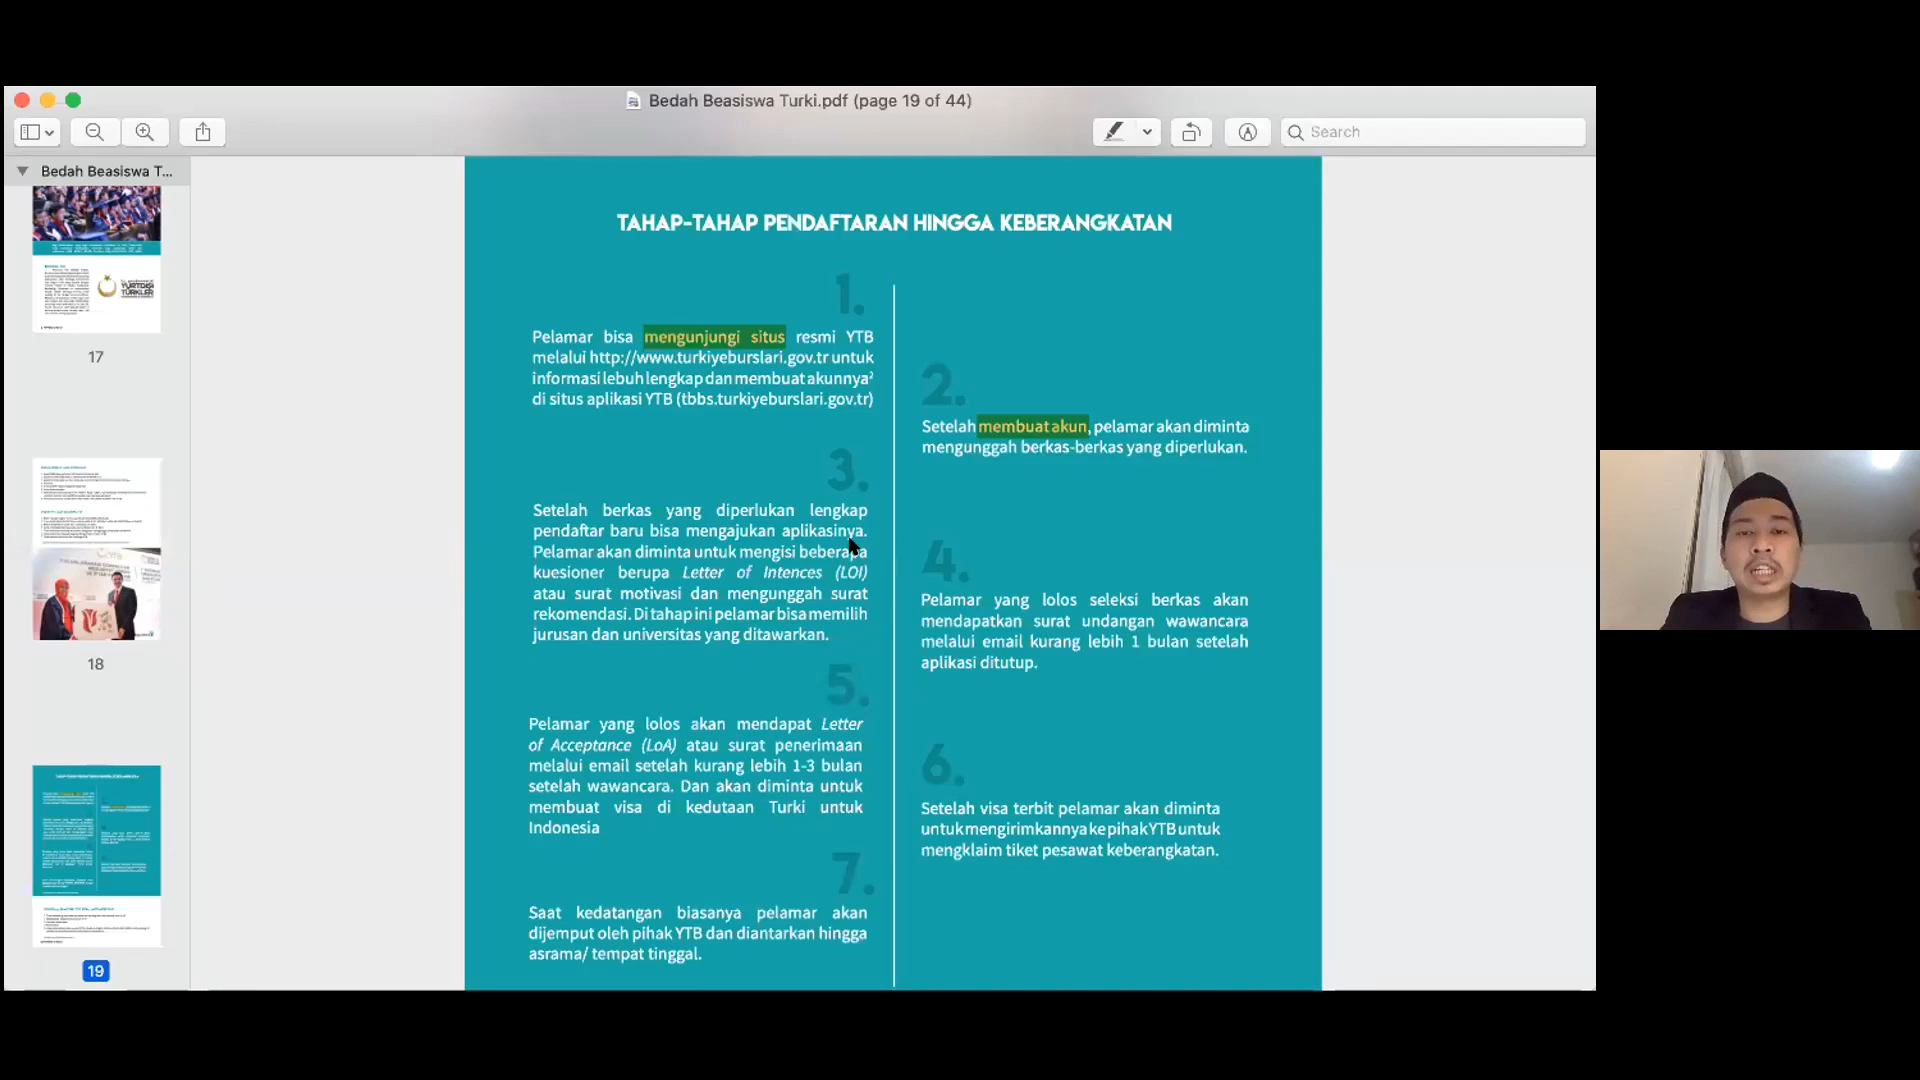 Bedah Beasiswa Turki.pdf (page 19 of 44)
Search
Bedah Beasiswa T...
YURTDIŞI
TÜRKLER
17
18
19
TAHAP-TAHAP PENDAFTARAN HINGGA KEBERANGKATAN
1.
Pelamar bisa mengunjungi situs resmi YTB
melalui http://www.turkiyeburslari.gov.tr untuk
informasi lebuh lengkap dan membuat akunnya²
di situs aplikasi YTB (tbbs.turkiyeburslari.gov.tr)
2.
Setelah membuat akun, pelamar akan diminta
mengunggah berkas-berkas yang diperlukan.
3.
Setelah berkas yang diperlukan lengkap
pendaftar baru bisa mengajukan aplikasinya.
Pelamar akan diminta untuk mengisi beberapa
kuesioner berupa Letter of Intences (LOI)
atau surat motivasi dan mengunggah surat
rekomendasi. Di tahap ini pelamar bisa memilih
jurusan dan universitas yang ditawarkan.
4.
Pelamar yang lolos seleksi berkas akan
mendapatkan surat undangan wawancara
melalui email kurang lebih 1 bulan setelah
aplikasi ditutup.
5.
Pelamar yang lolos akan mendapat Letter
of Acceptance (LoA) atau surat penerimaan
melalui email setelah kurang lebih 1-3 bulan
setelah wawancara. Dan akan diminta untuk
membuat visa di kedutaan Turki untuk
Indonesia
6.
Setelah visa terbit pelamar akan diminta
untuk mengirimkannya ke pihak YTB untuk
mengklaim tiket pesawat keberangkatan.
7.
Saat kedatangan biasanya pelamar akan
dijemput oleh pihak YTB dan diantarkan hingga
asrama/ tempat tinggal.